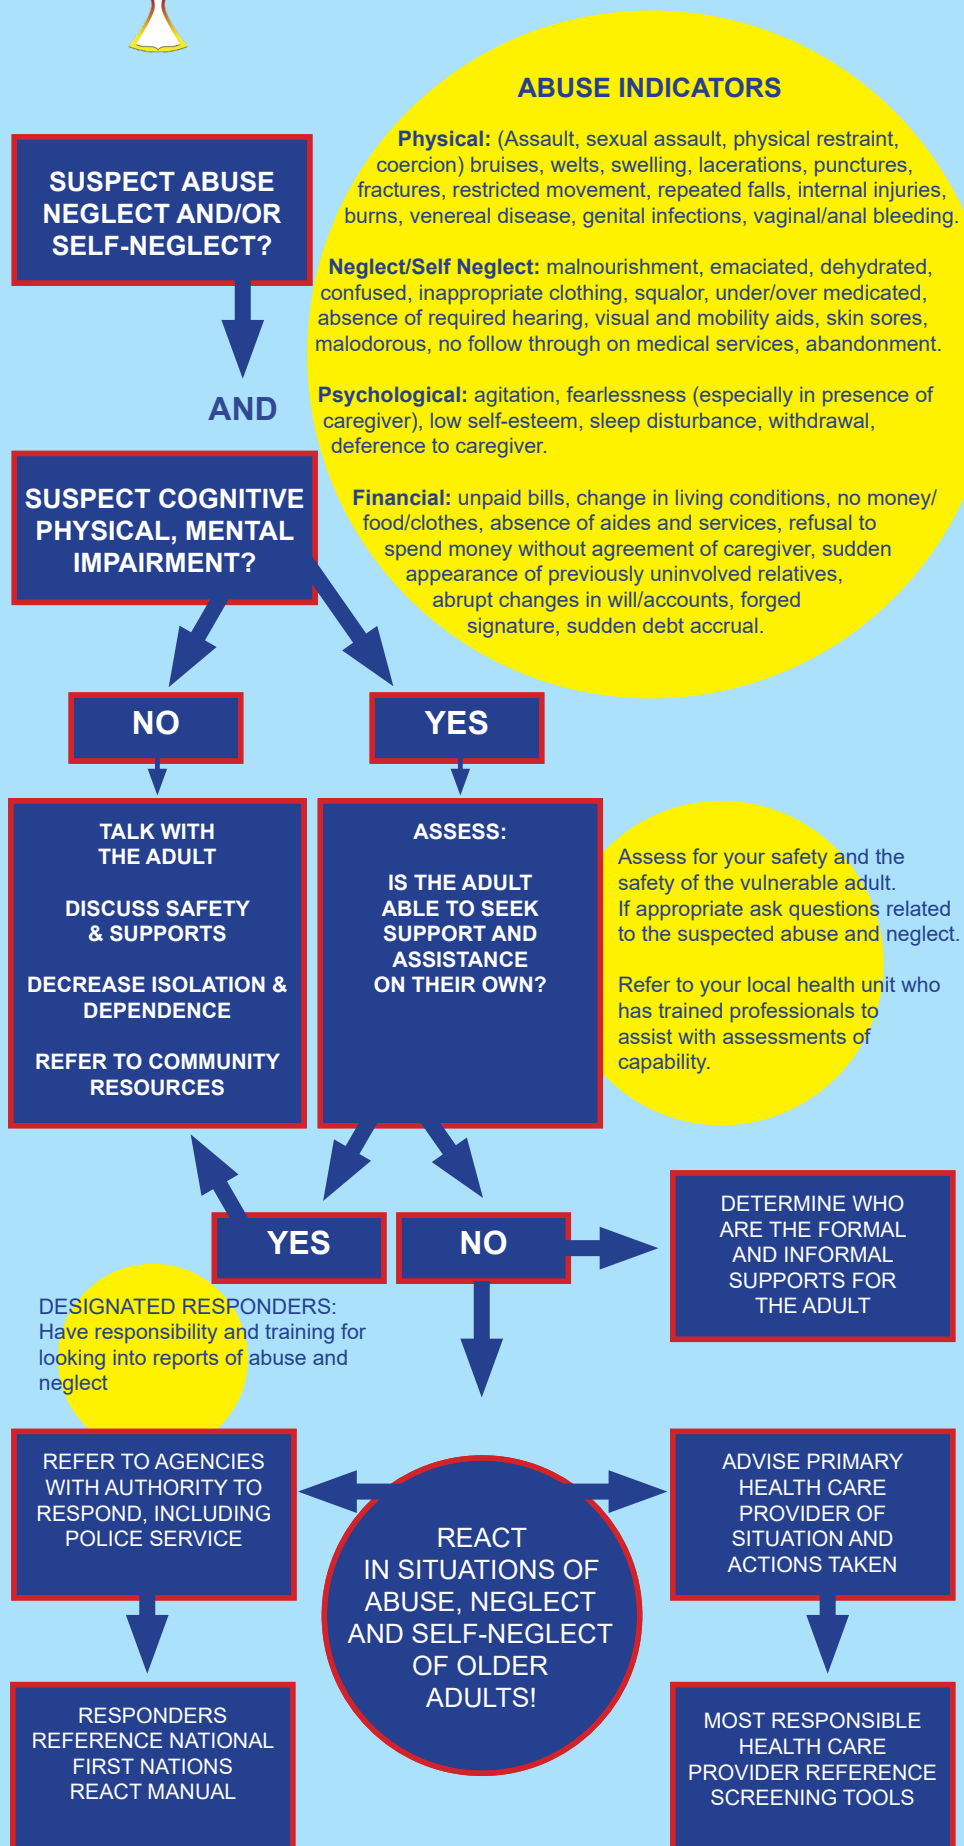 ABUSE INDICATORS
Physical: (Assault, sexual assault, physical restraint,
coercion) bruises, welts, swelling, lacerations, punctures,
fractures, restricted movement, repeated falls, internal injuries,
burns, venereal disease, genital infections, vaginal/anal bleeding.
Neglect/Self Neglect: malnourishment, emaciated, dehydrated,
confused, inappropriate clothing, squalor, under/over medicated,
absence of required hearing, visual and mobility aids, skin sores,
malodorous, no follow through on medical services, abandonment.
Psychological: agitation, fearlessness (especially in presence of
caregiver), low self-esteem, sleep disturbance, withdrawal,
deference to caregiver.
Financial: unpaid bills, change in living conditions, no money/
food/clothes, absence of aides and services, refusal to
spend money without agreement of caregiver, sudden
appearance of previously uninvolved relatives,
abrupt changes in will/accounts, forged
signature, sudden debt accrual.
SUSPECT ABUSE
NEGLECT AND/OR
SELF-NEGLECT?
AND
SUSPECT COGNITIVE
PHYSICAL, MENTAL
IMPAIRMENT?
NO
YES
TALK WITH
THE ADULT
DISCUSS SAFETY
& SUPPORTS
DECREASE ISOLATION &
DEPENDENCE
REFER TO COMMUNITY
RESOURCES
ASSESS:
IS THE ADULT
ABLE TO SEEK
SUPPORT AND
ASSISTANCE
ON THEIR OWN?
Assess for your safety and the
safety of the vulnerable adult.
If appropriate ask questions related
to the suspected abuse and neglect.
Refer to your local health unit who
has trained professionals to
assist with assessments of
capability.
YES
NO
DETERMINE WHO
ARE THE FORMAL
AND INFORMAL
SUPPORTS FOR
THE ADULT
DESIGNATED RESPONDERS:
Have responsibility and training for
looking into reports of abuse and
neglect
REFER TO AGENCIES
WITH AUTHORITY TO
RESPOND, INCLUDING
POLICE SERVICE
REACT
IN SITUATIONS OF
ABUSE, NEGLECT
AND SELF-NEGLECT
OF OLDER
ADULTS!
ADVISE PRIMARY
HEALTH CARE
PROVIDER OF
SITUATION AND
ACTIONS TAKEN
RESPONDERS
REFERENCE NATIONAL
FIRST NATIONS
REACT MANUAL
MOST RESPONSIBLE
HEALTH CARE
PROVIDER REFERENCE
SCREENING TOOLS